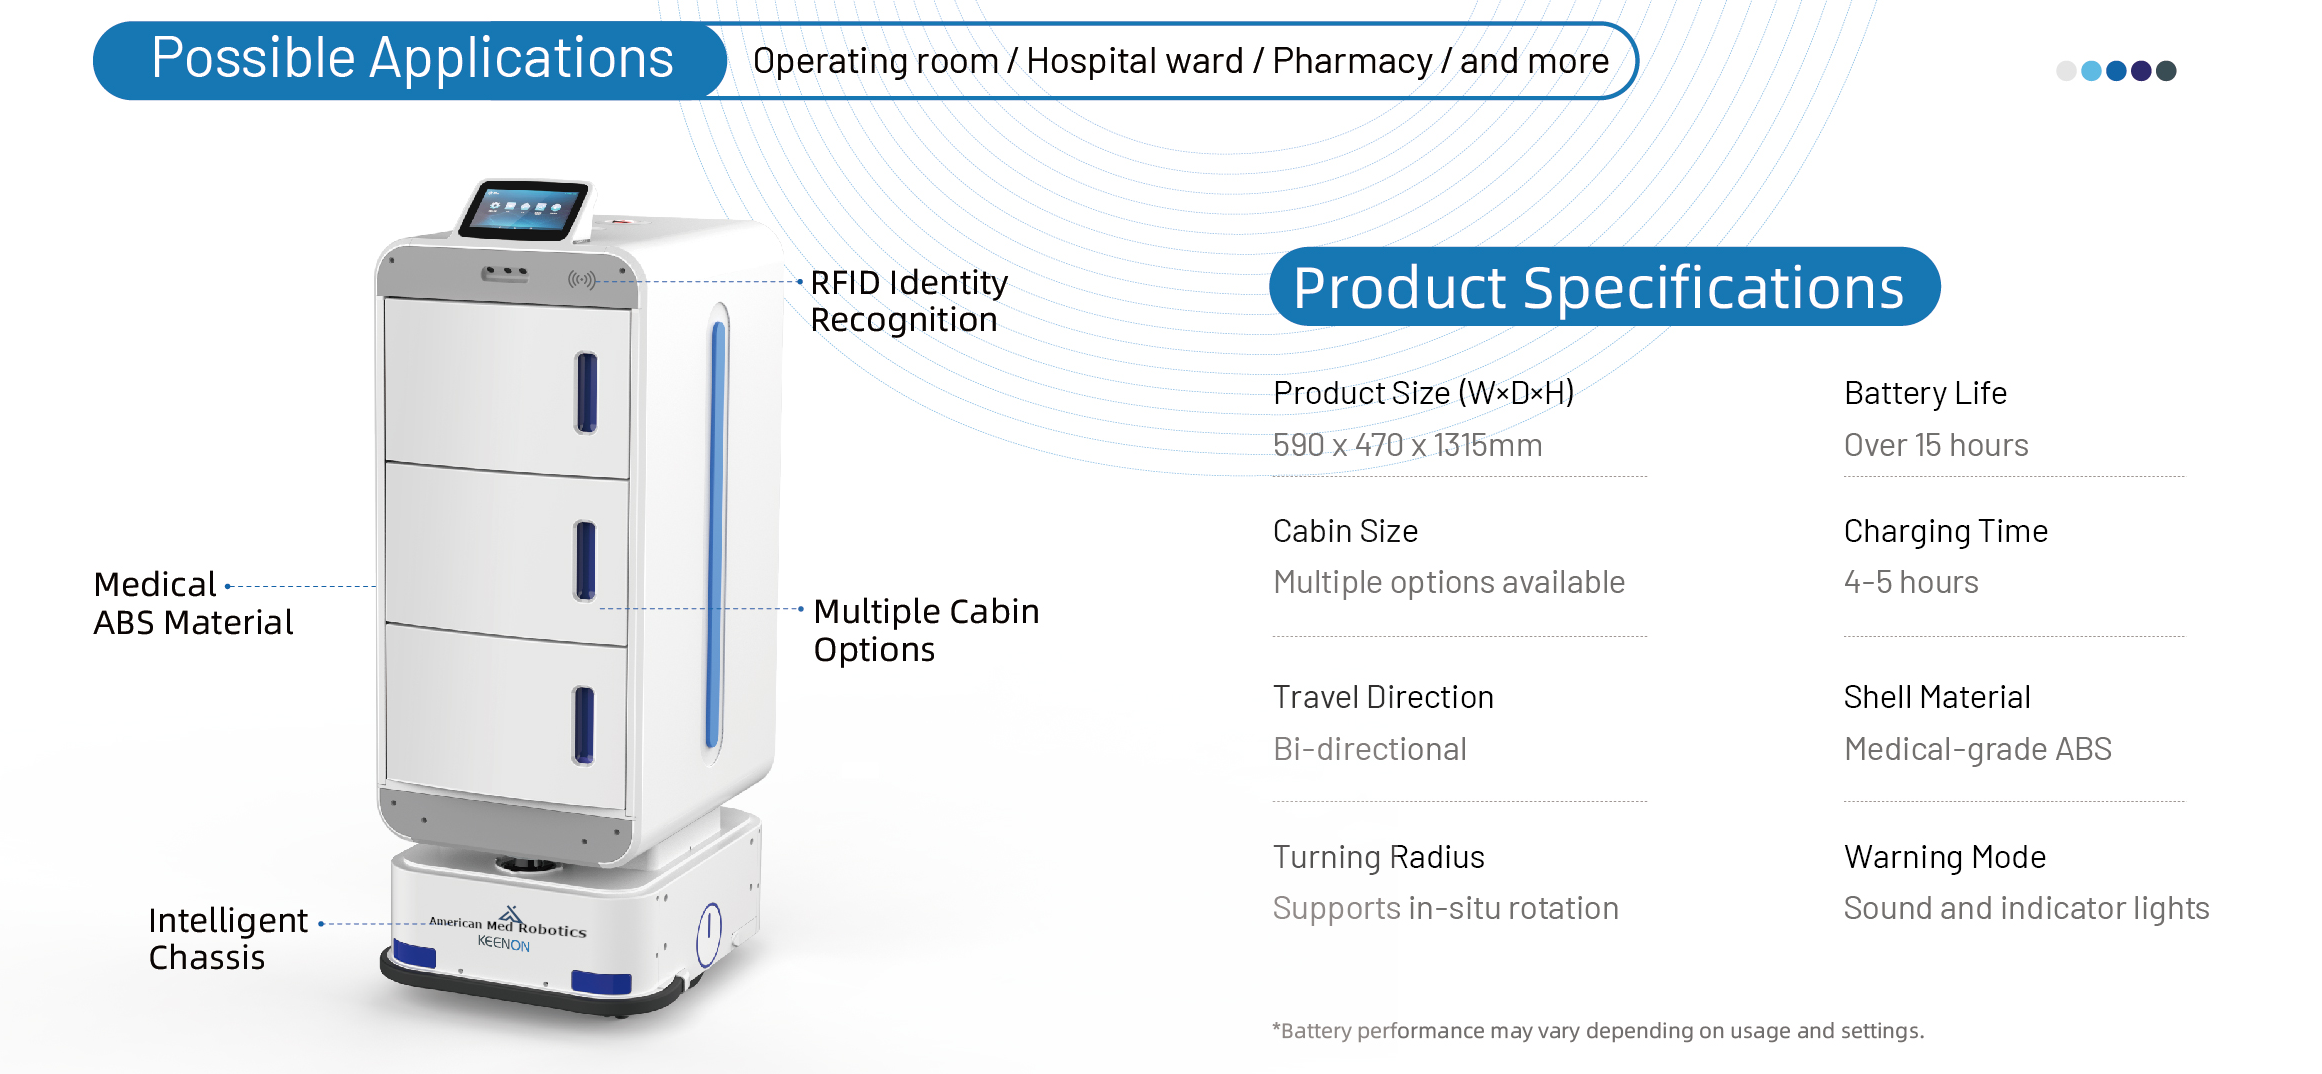 Possible Applications
Operating room / Hospital ward / Pharmacy / and more
RFID Identity
Recognition
Medical
ABS Material
Multiple Cabin
Options
Intelligent
Chassis
American Med Robotics
KEENON
Product Specifications
Product Size (W×D×H)
590 x 470 x 1315mm
Battery Life
Over 15 hours
Cabin Size
Multiple options available
Charging Time
4-5 hours
Travel Direction
Bi-directional
Shell Material
Medical-grade ABS
Turning Radius
Supports in-situ rotation
Warning Mode
Sound and indicator lights
*Battery performance may vary depending on usage and settings.